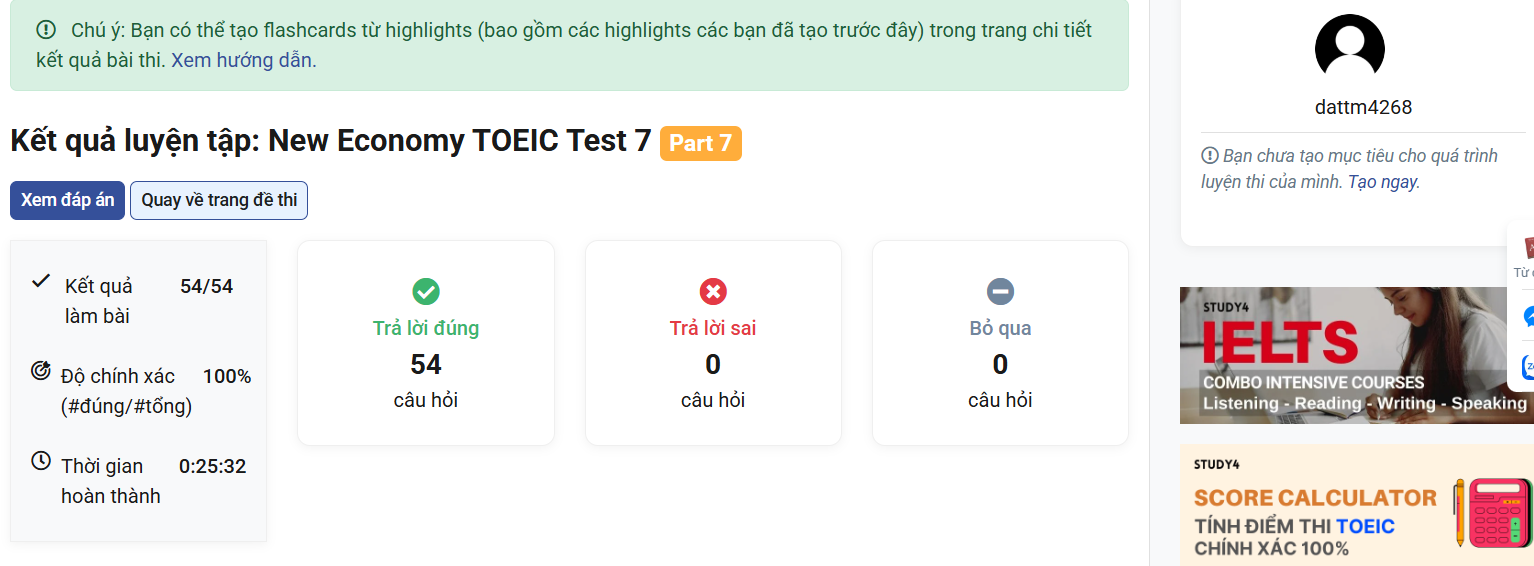 Chú ý: Bạn có thể tạo flashcards từ highlights (bao gồm các highlights các bạn đã tạo trước đây) trong trang chi tiết
kết quả bài thi. Xem hướng dẫn.
Kết quả luyện tập: New Economy TOEIC Test 7 Part 7
Xem đáp án Quay về trang đề thi
Kết quả làm bài 54/54
Độ chính xác (#đúng/#tổng) 100%
Thời gian hoàn thành 0:25:32
Trả lời đúng
54
câu hỏi
Trả lời sai
0
câu hỏi
Bỏ qua
0
câu hỏi
dattm4268
Bạn chưa tạo mục tiêu cho quá trình
luyện thi của mình. Tạo ngay.
STUDY4
IELTS
COMBO INTENSIVE COURSES
Listening - Reading - Writing - Speaking
STUDY4
SCORE CALCULATOR
TÍNH ĐIỂM THI TOEIC
CHÍNH XÁC 100%